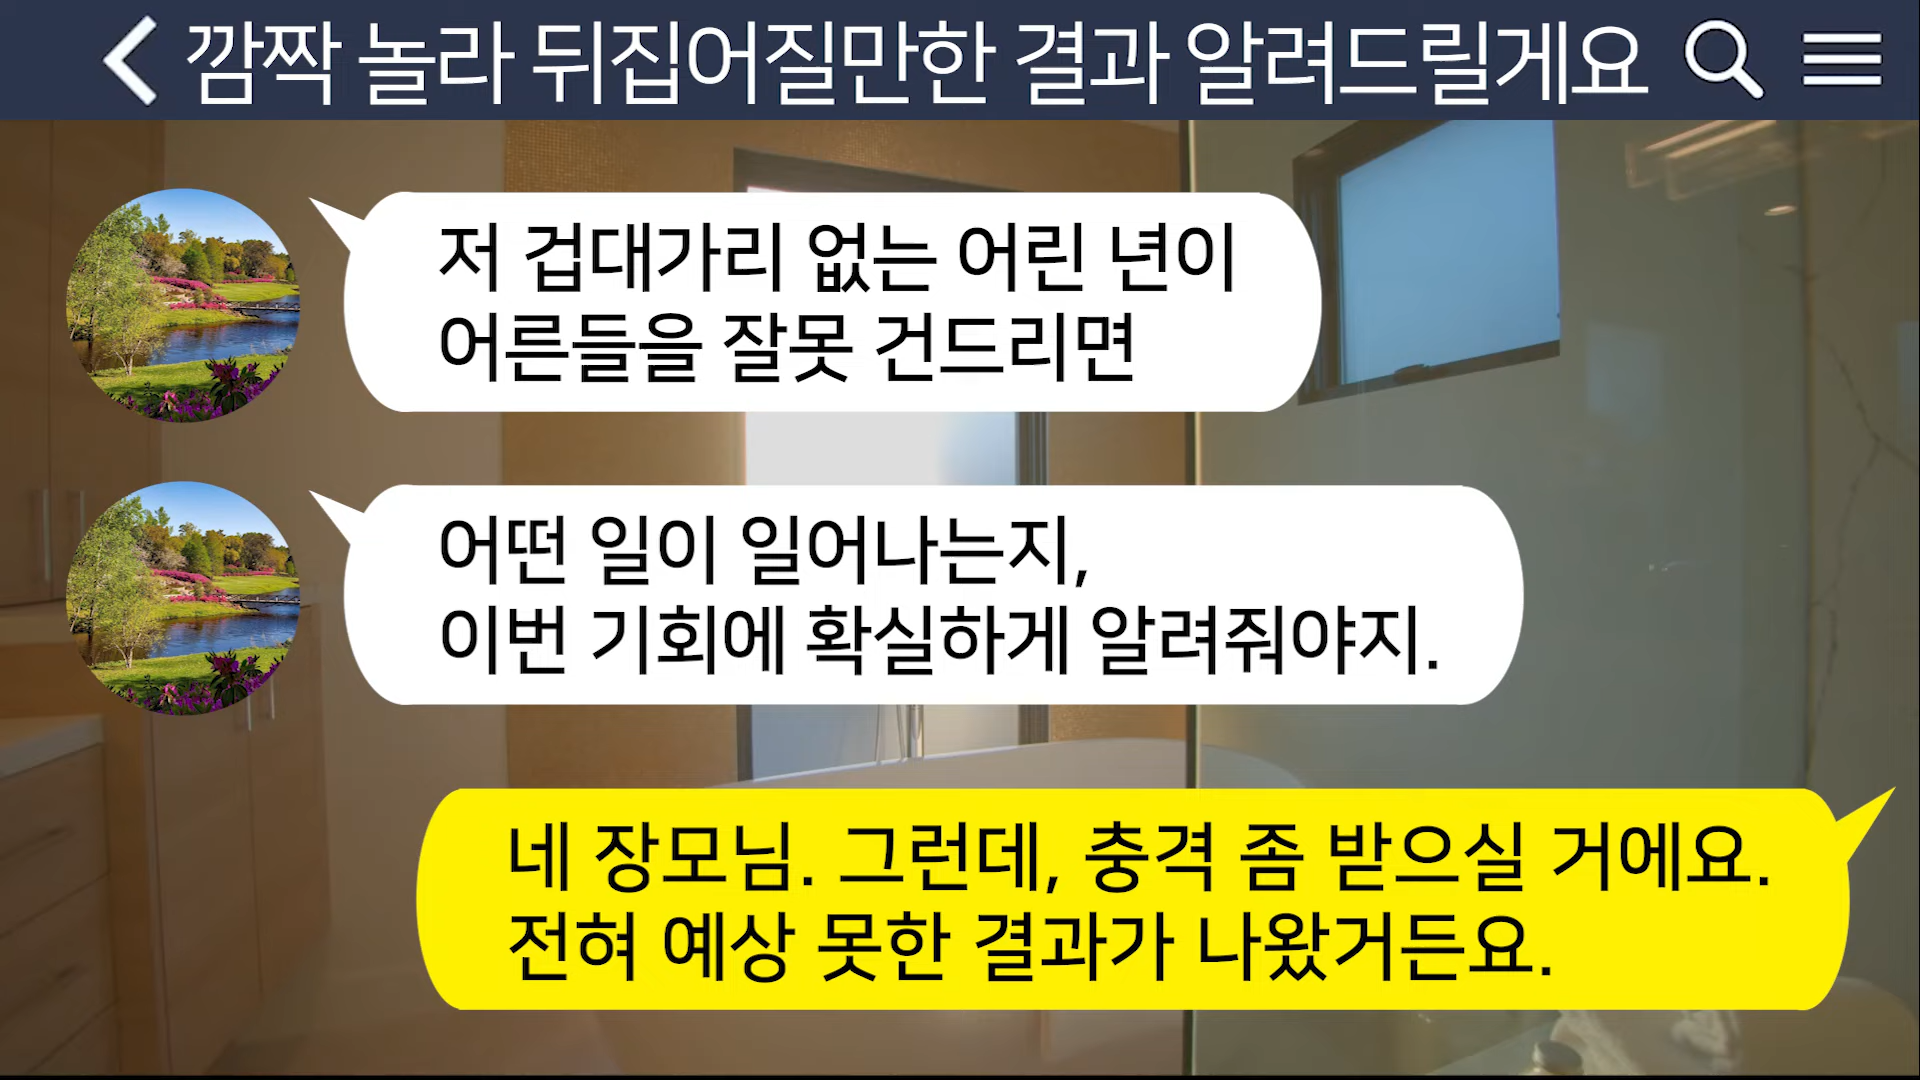 깜짝 놀라 뒤집어질만한 결과 알려드릴게요
저 겁대가리 없는 어린 년이
어른들을 잘못 건드리면
어떤 일이 일어나는지,
이번 기회에 확실하게 알려줘야지.
네 장모님. 그런데, 충격 좀 받으실 거에요.
전혀 예상 못한 결과가 나왔거든요.